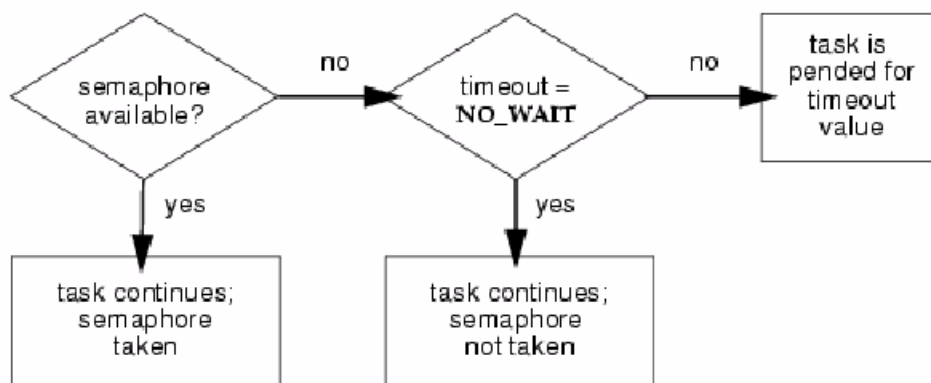 semaphore
available?
no
timeout =
NO_WAIT
no
task is
pended for
timeout
value
yes
yes
task continues;
semaphore
taken
task continues;
semaphore
not taken